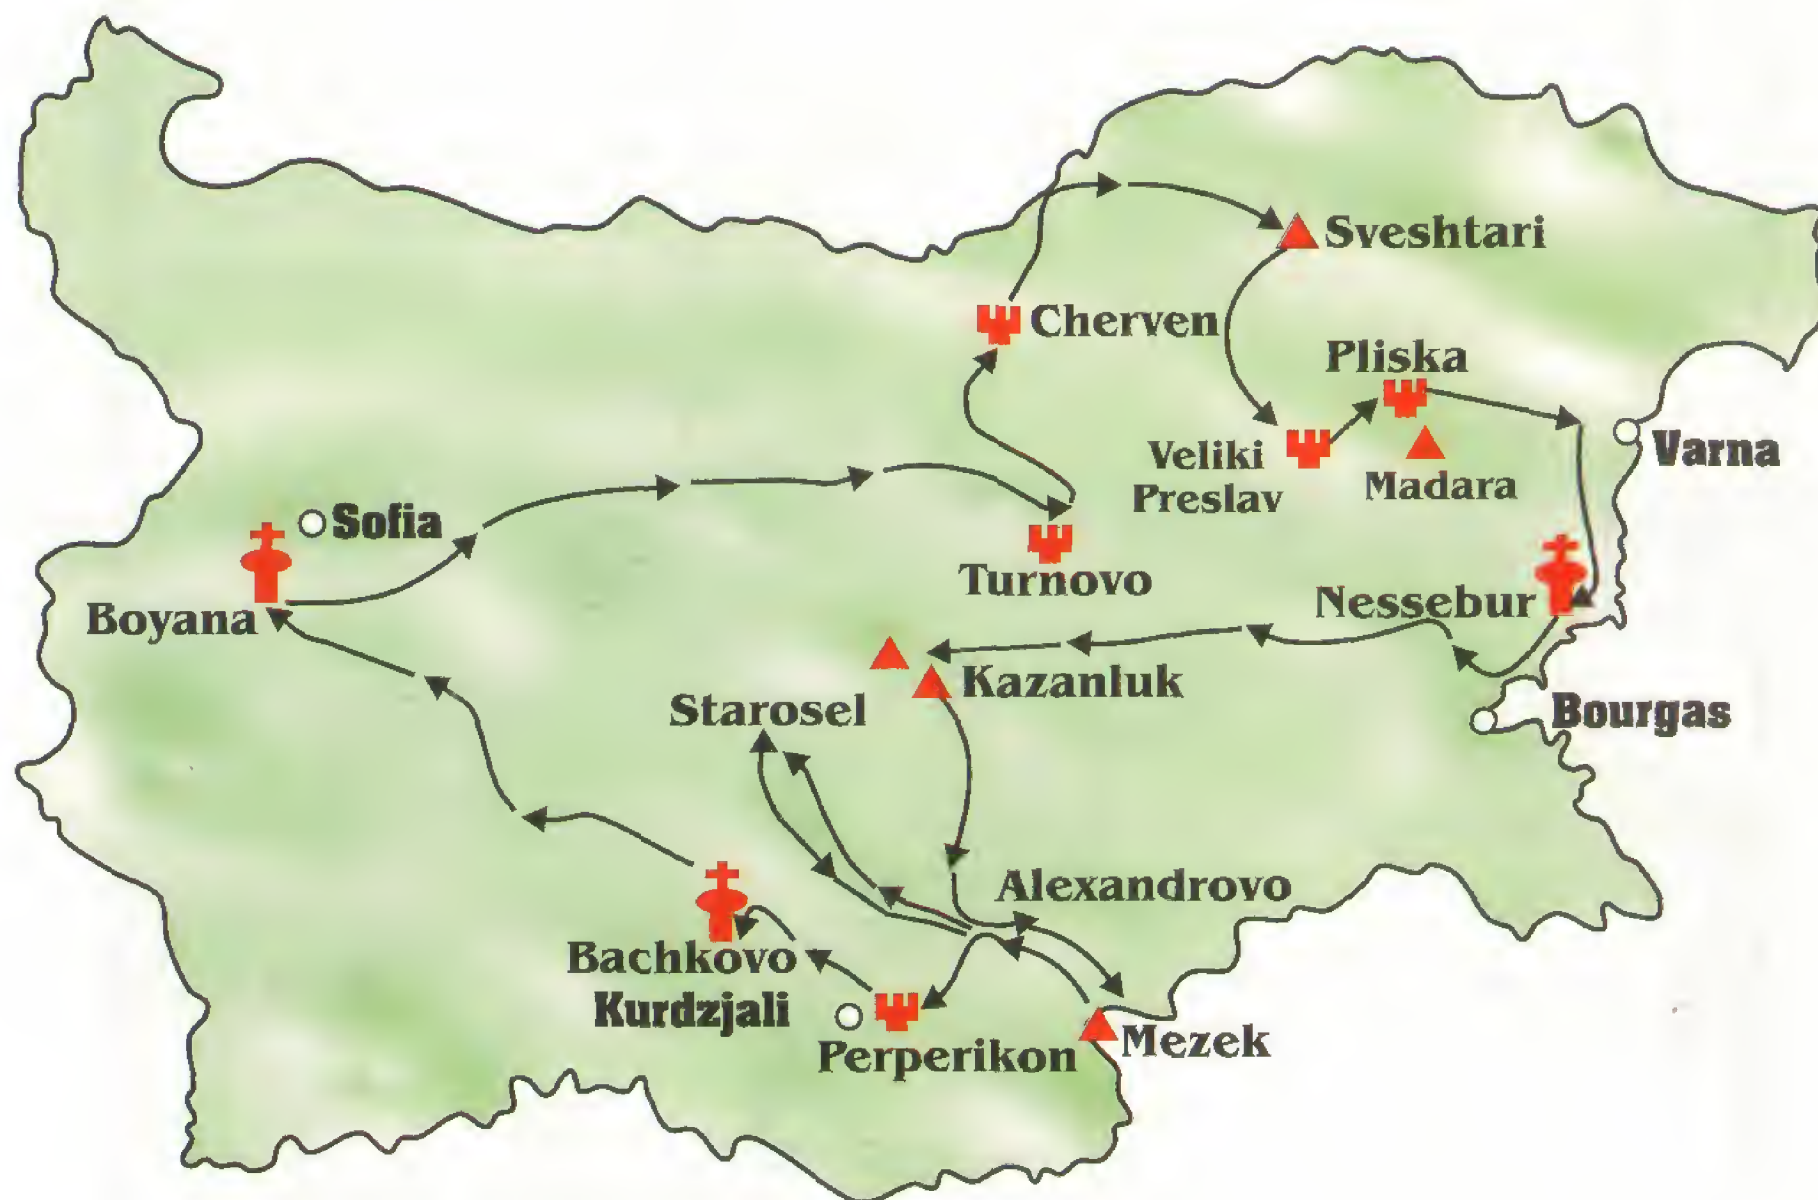 Sveshtari
Cherven
Pliska
Varna
Veliki
Preslav
Madara
Sofia
Turnovo
Nessebur
Boyana
Kazanluk
Starosel
Bourgas
Alexandrovo
Bachkovo
Kurdzjali
Perperikon
Mezek